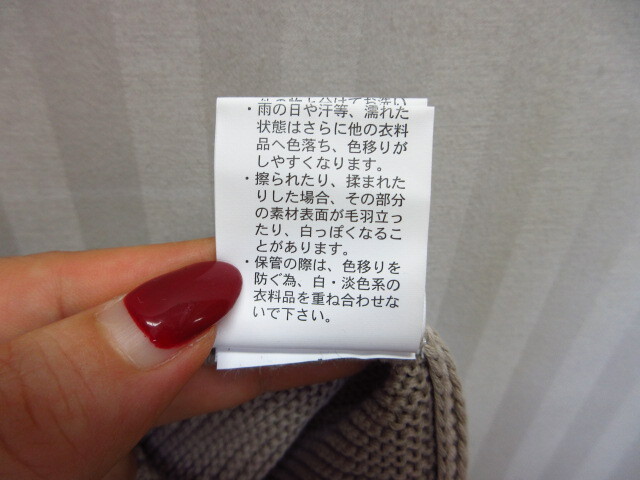 ・雨の日や汗等、濡れた
状態はさらに他の衣料
品へ色落ち、色移りが
しやすくなります。
・擦られたり、揉まれた
りした場合、その部分
の素材表面が毛羽立っ
たり、白っぽくなるこ
とがあります。
・保管の際は、色移りを
防ぐ為、白・淡色系の
衣料品を重ね合わせな
いで下さい。